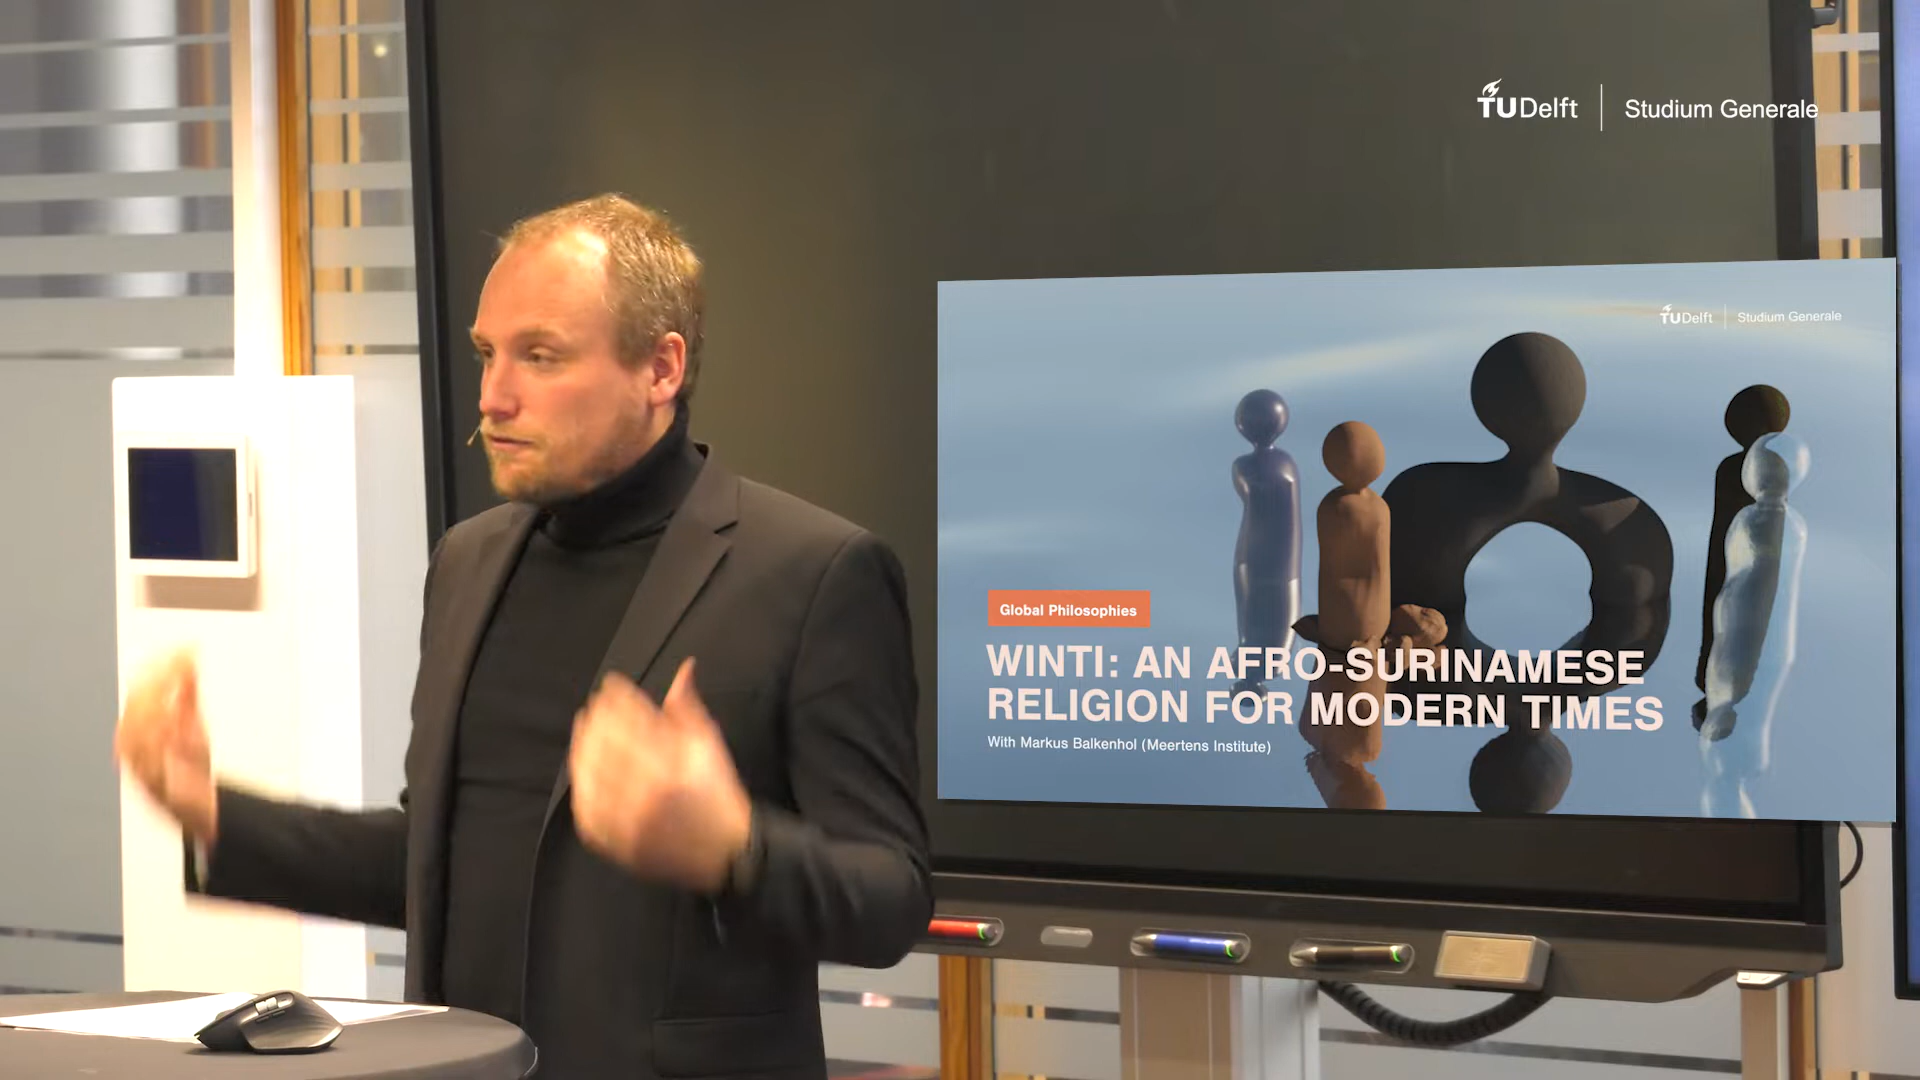 TUDelft | Studium Generale
TUDelft | Studium Generale
Global Philosophies
WINTI: AN AFRO-SURINAMESE
RELIGION FOR MODERN TIMES
With Markus Balkenhol (Meertens Institute)